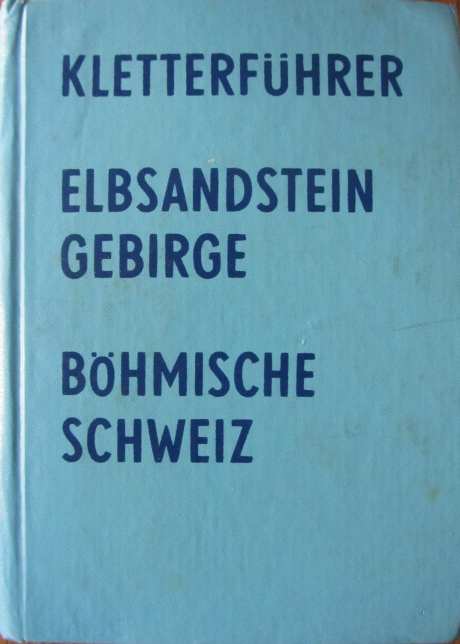 KLETTERFÜHRER
ELBSANDSTEIN
GEBIRGE
BÖHMISCHE
SCHWEIZ